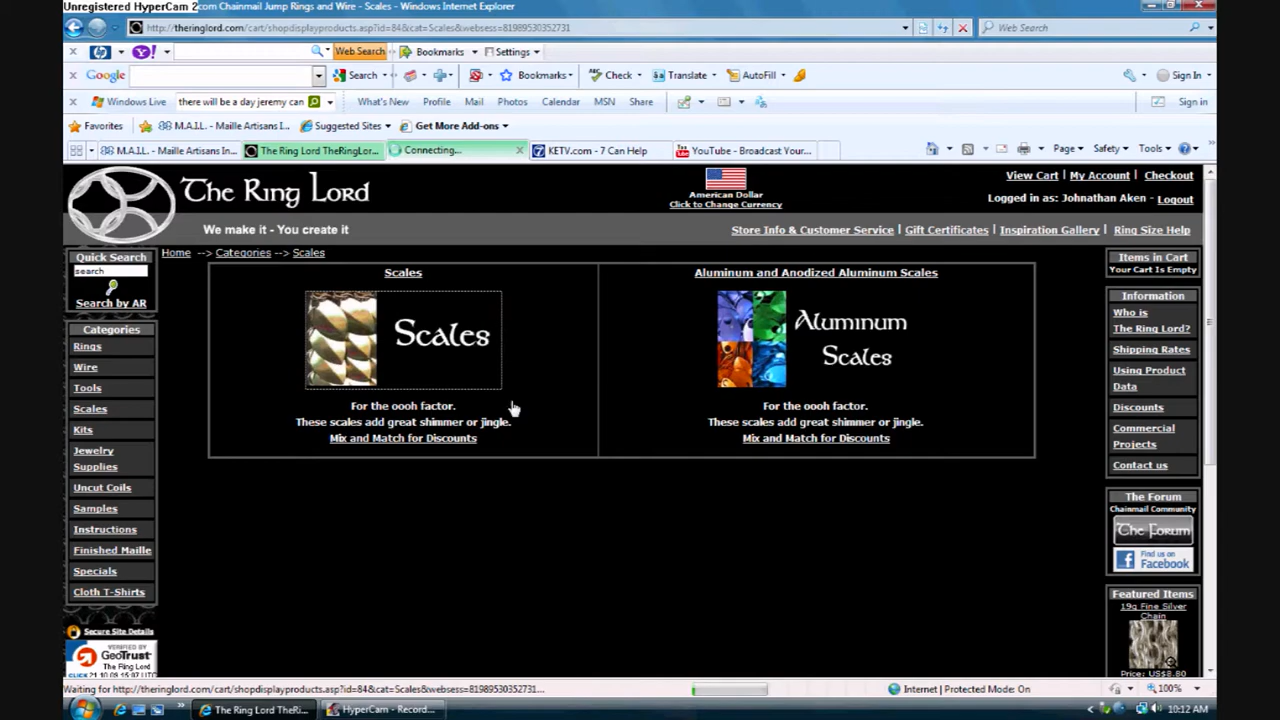 Unregistered HyperCam 2
com Chainmail Jump Rings and Wire - Scales - Windows Internet Explorer
http://theringlord.com/cart/shopdisplayproducts.asp?id=84&cat=Scales&websess=81989530352731
Web Search
Web Search
Bookmarks
Settings
Google
Search
Bookmarks
Check
Translate
AutoFill
Sign In
Windows Live
there will be a day jeremy can
What's New
Profile
Mail
Photos
Calendar
MSN
Share
Sign in
Favorites
M.A.I.L. - Maille Artisans I...
Suggested Sites
Get More Add-ons
M.A.I.L. - Maille Artisans In...
The Ring Lord TheRingLor...
Connecting...
KETV.com - 7 Can Help
YouTube - Broadcast Your...
Page
Safety
Tools
The Ring Lord
American Dollar
Click to Change Currency
View Cart | My Account | Checkout
Logged in as: Johnathan Aken - Logout
We make it - You create it
Store Info & Customer Service | Gift Certificates | Inspiration Gallery | Ring Size Help
Quick Search
search
Search by AR
Home --> Categories --> Scales
Scales
Aluminum and Anodized Aluminum Scales
Scales
Aluminum
Scales
For the oooh factor.
These scales add great shimmer or jingle.
Mix and Match for Discounts
For the oooh factor.
These scales add great shimmer or jingle.
Mix and Match for Discounts
Items in Cart
Your Cart Is Empty
Categories
Rings
Wire
Tools
Scales
Kits
Jewelry
Supplies
Uncut Coils
Samples
Instructions
Finished Maille
Specials
Cloth T-Shirts
Information
Who is
The Ring Lord?
Shipping Rates
Using Product
Data
Discounts
Commercial
Projects
Contact us
The Forum
Chainmail Community
The Forum
Find us on
Facebook
Featured Items
19g Fine Silver
Chain
Price: US$8.80
Secure Site Details
VERIFIED BY
GeoTrust
The Ring Lord
CLICK 21.10.09 15:07 UTC
Waiting for http://theringlord.com/cart/shopdisplayproducts.asp?id=84&cat=Scales&websess=81989530352731...
Internet | Protected Mode: On
100%
The Ring Lord TheRi...
HyperCam - Record...
10:12 AM